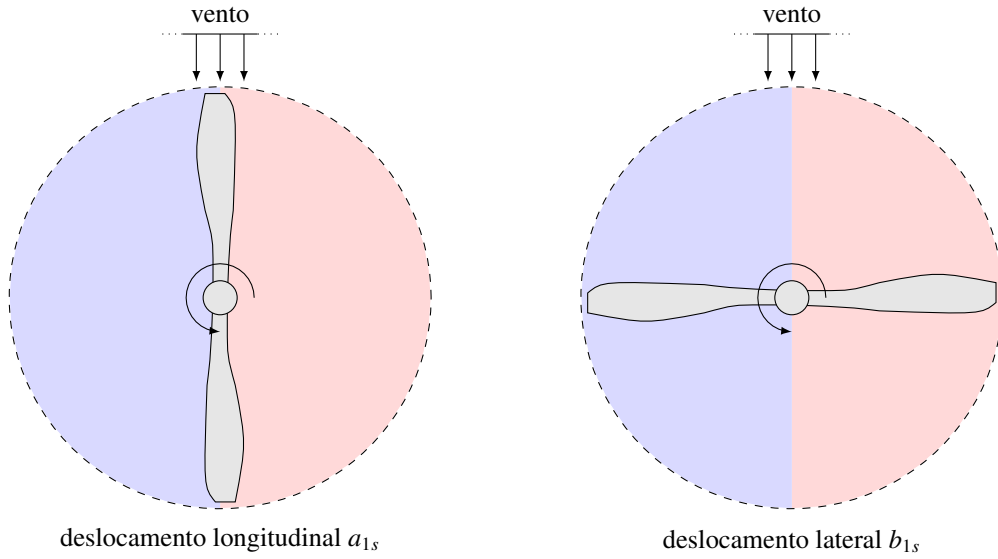 vento
vento
deslocamento longitudinal a1s
deslocamento lateral b1s